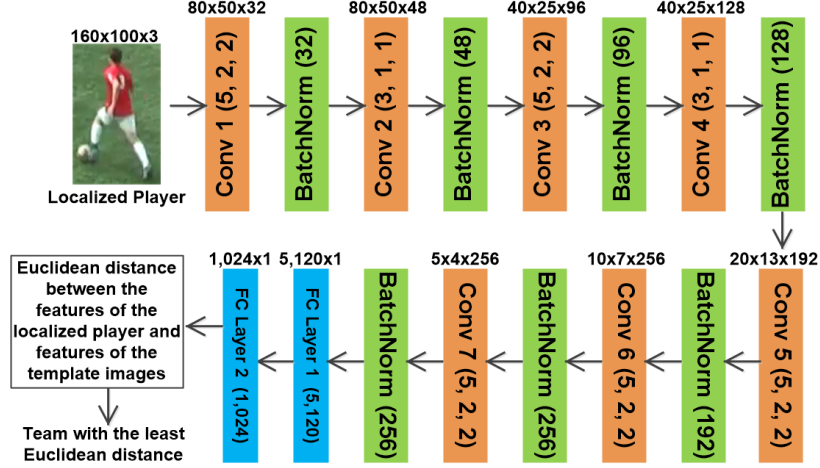 160x100x3
Localized Player
80x50x32
Conv 1 (5, 2, 2)
BatchNorm (32)
80x50x48
Conv 2 (3, 1, 1)
BatchNorm (48)
40x25x96
Conv 3 (5, 2, 2)
BatchNorm (96)
40x25x128
Conv 4 (3, 1, 1)
BatchNorm (128)
20x13x192
Conv 5 (5, 2, 2)
BatchNorm (192)
10x7x256
Conv 6 (5, 2, 2)
BatchNorm (256)
5x4x256
Conv 7 (5, 2, 2)
BatchNorm (256)
5,120x1
FC Layer 1 (5,120)
1,024x1
FC Layer 2 (1,024)
Euclidean distance
between the
features of the
localized player and
features of the
template images
Team with the least
Euclidean distance